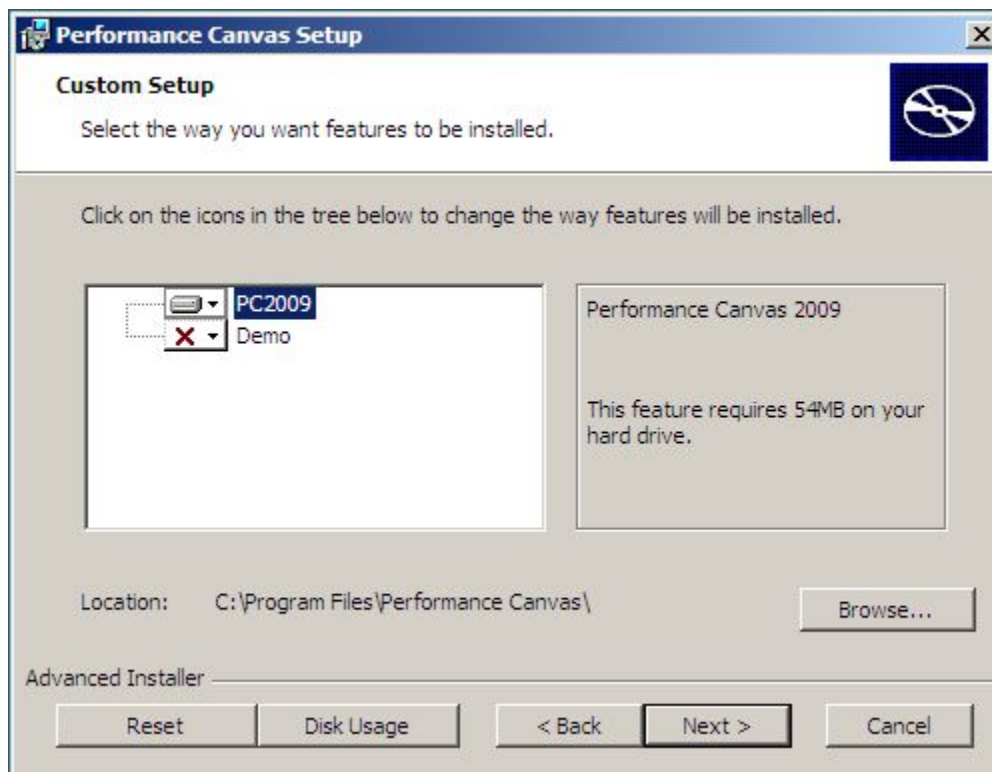 Performance Canvas Setup
Custom Setup
Select the way you want features to be installed.
Click on the icons in the tree below to change the way features will be installed.
PC2009
Demo
Performance Canvas 2009
This feature requires 54MB on your
hard drive.
Location: C:\Program Files\Performance Canvas\
Browse...
Advanced Installer
Reset Disk Usage < Back Next > Cancel